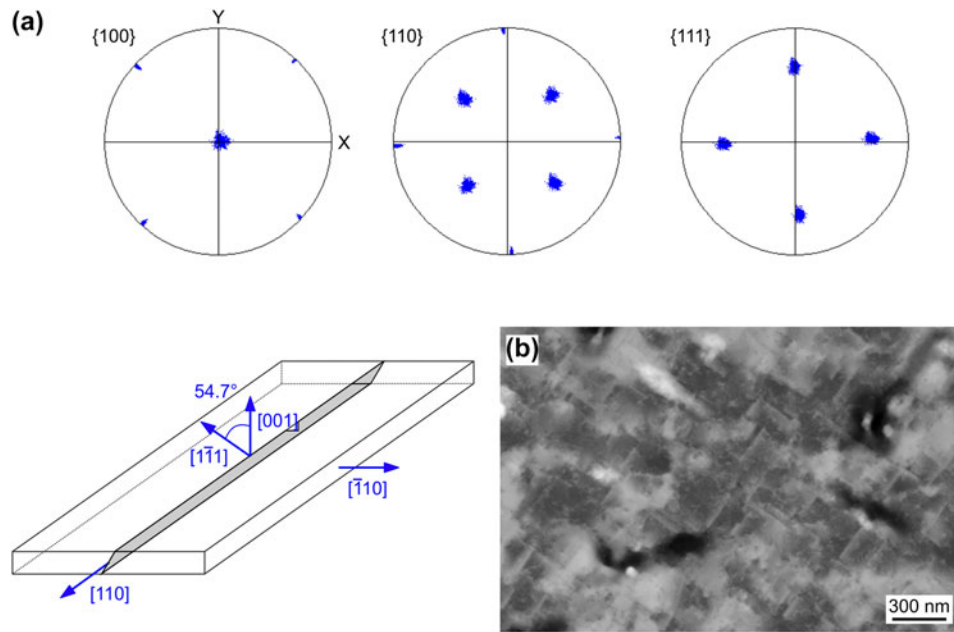 (a)
{100}
Y
X
{110}
{111}
54.7°
[001]
[11̄1]
[1̄10]
[110]
(b)
300 nm